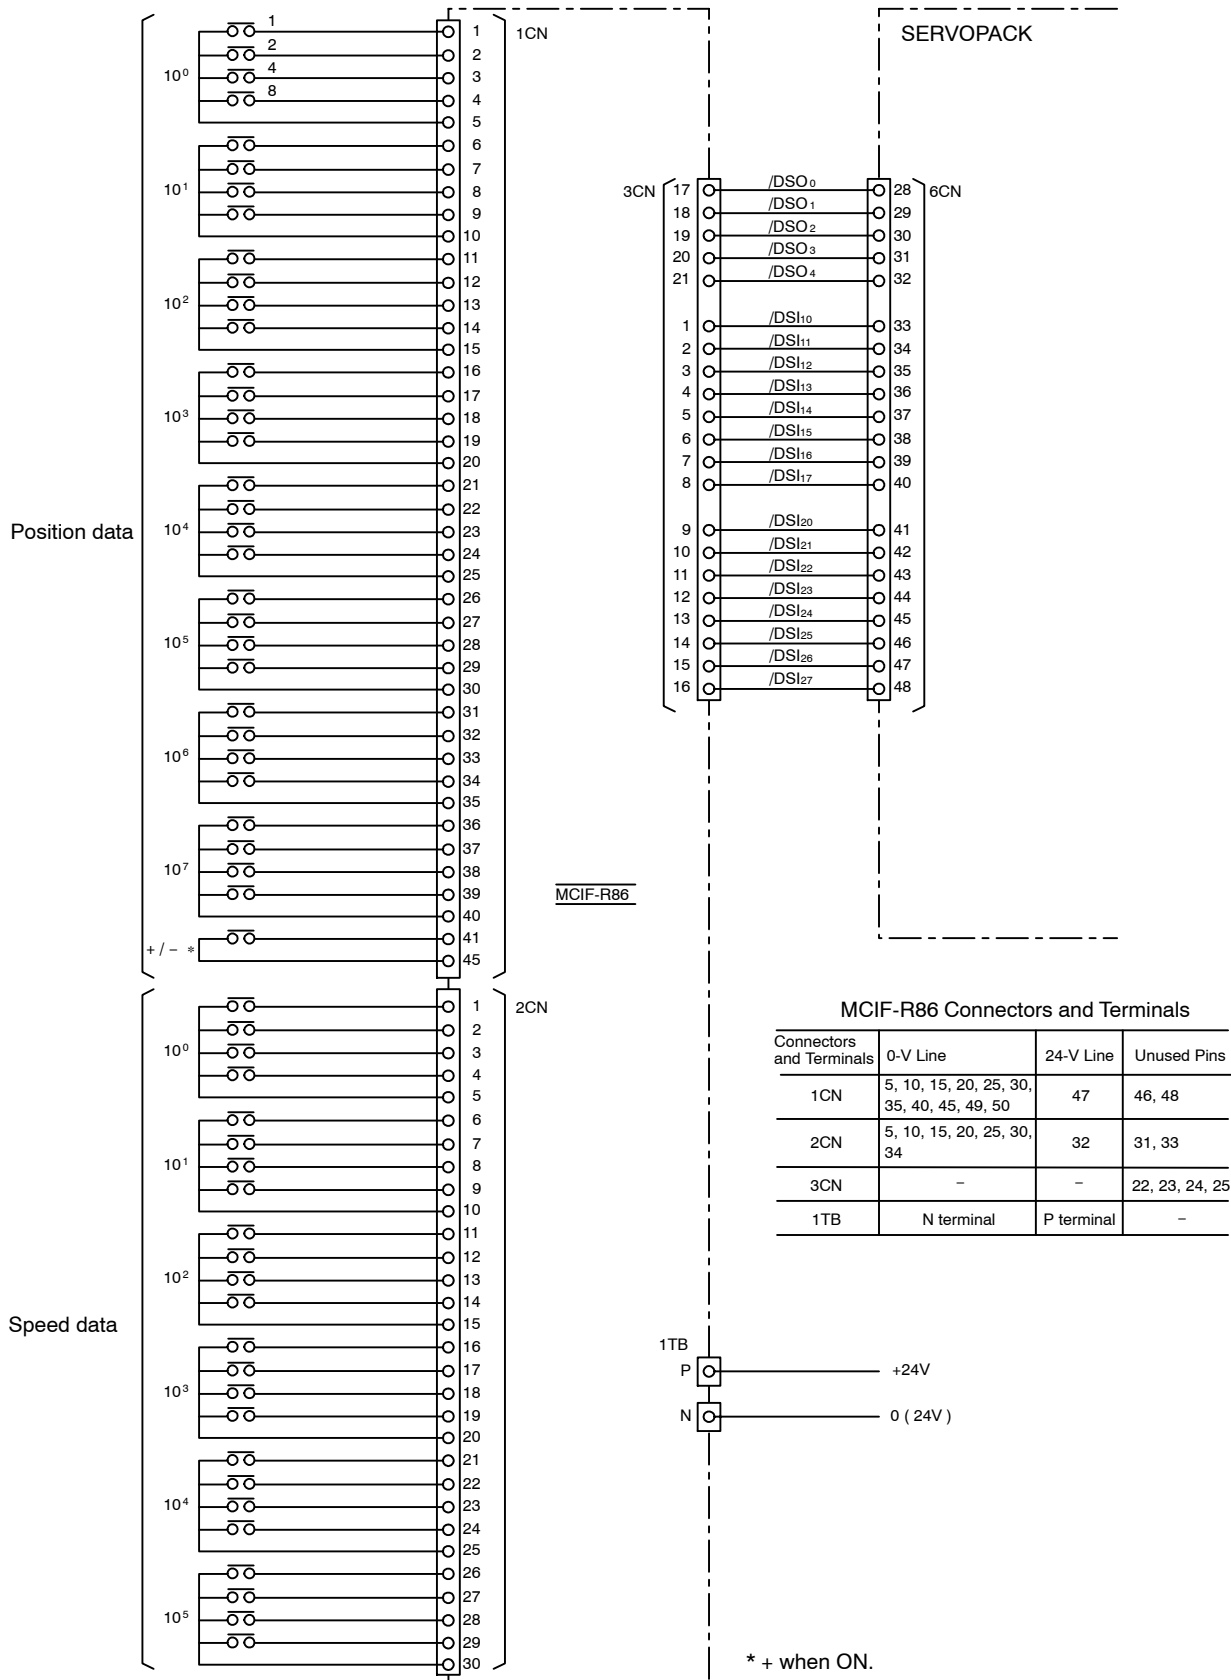 1
1
1CN
SERVOPACK
2
2
10⁰
4
3
8
4
5
6
7
10¹
8
9
10
11
12
10²
13
14
15
16
17
10³
18
19
20
21
22
Position data
10⁴
23
24
25
26
27
10⁵
28
29
30
31
32
10⁶
33
34
35
36
37
10⁷
38
39
40
41
+ / − *
45
3CN
17 /DSO₀ 28
6CN
18 /DSO₁ 29
19 /DSO₂ 30
20 /DSO₃ 31
21 /DSO₄ 32
1 /DSI₁₀ 33
2 /DSI₁₁ 34
3 /DSI₁₂ 35
4 /DSI₁₃ 36
5 /DSI₁₄ 37
6 /DSI₁₅ 38
7 /DSI₁₆ 39
8 /DSI₁₇ 40
9 /DSI₂₀ 41
10 /DSI₂₁ 42
11 /DSI₂₂ 43
12 /DSI₂₃ 44
13 /DSI₂₄ 45
14 /DSI₂₅ 46
15 /DSI₂₆ 47
16 /DSI₂₇ 48
MCIF-R86
1
2CN
2
10⁰
3
4
5
6
7
10¹
8
9
10
11
12
10²
13
14
15
Speed data
16
17
10³
18
19
20
21
22
10⁴
23
24
25
26
27
10⁵
28
29
30
MCIF-R86 Connectors and Terminals
Connectors
and Terminals
0-V Line
24-V Line
Unused Pins
1CN
5, 10, 15, 20, 25, 30,
35, 40, 45, 49, 50
47
46, 48
2CN
5, 10, 15, 20, 25, 30,
34
32
31, 33
3CN
−
−
22, 23, 24, 25
1TB
N terminal
P terminal
−
1TB
P
+24V
N
0 ( 24V )
* + when ON.